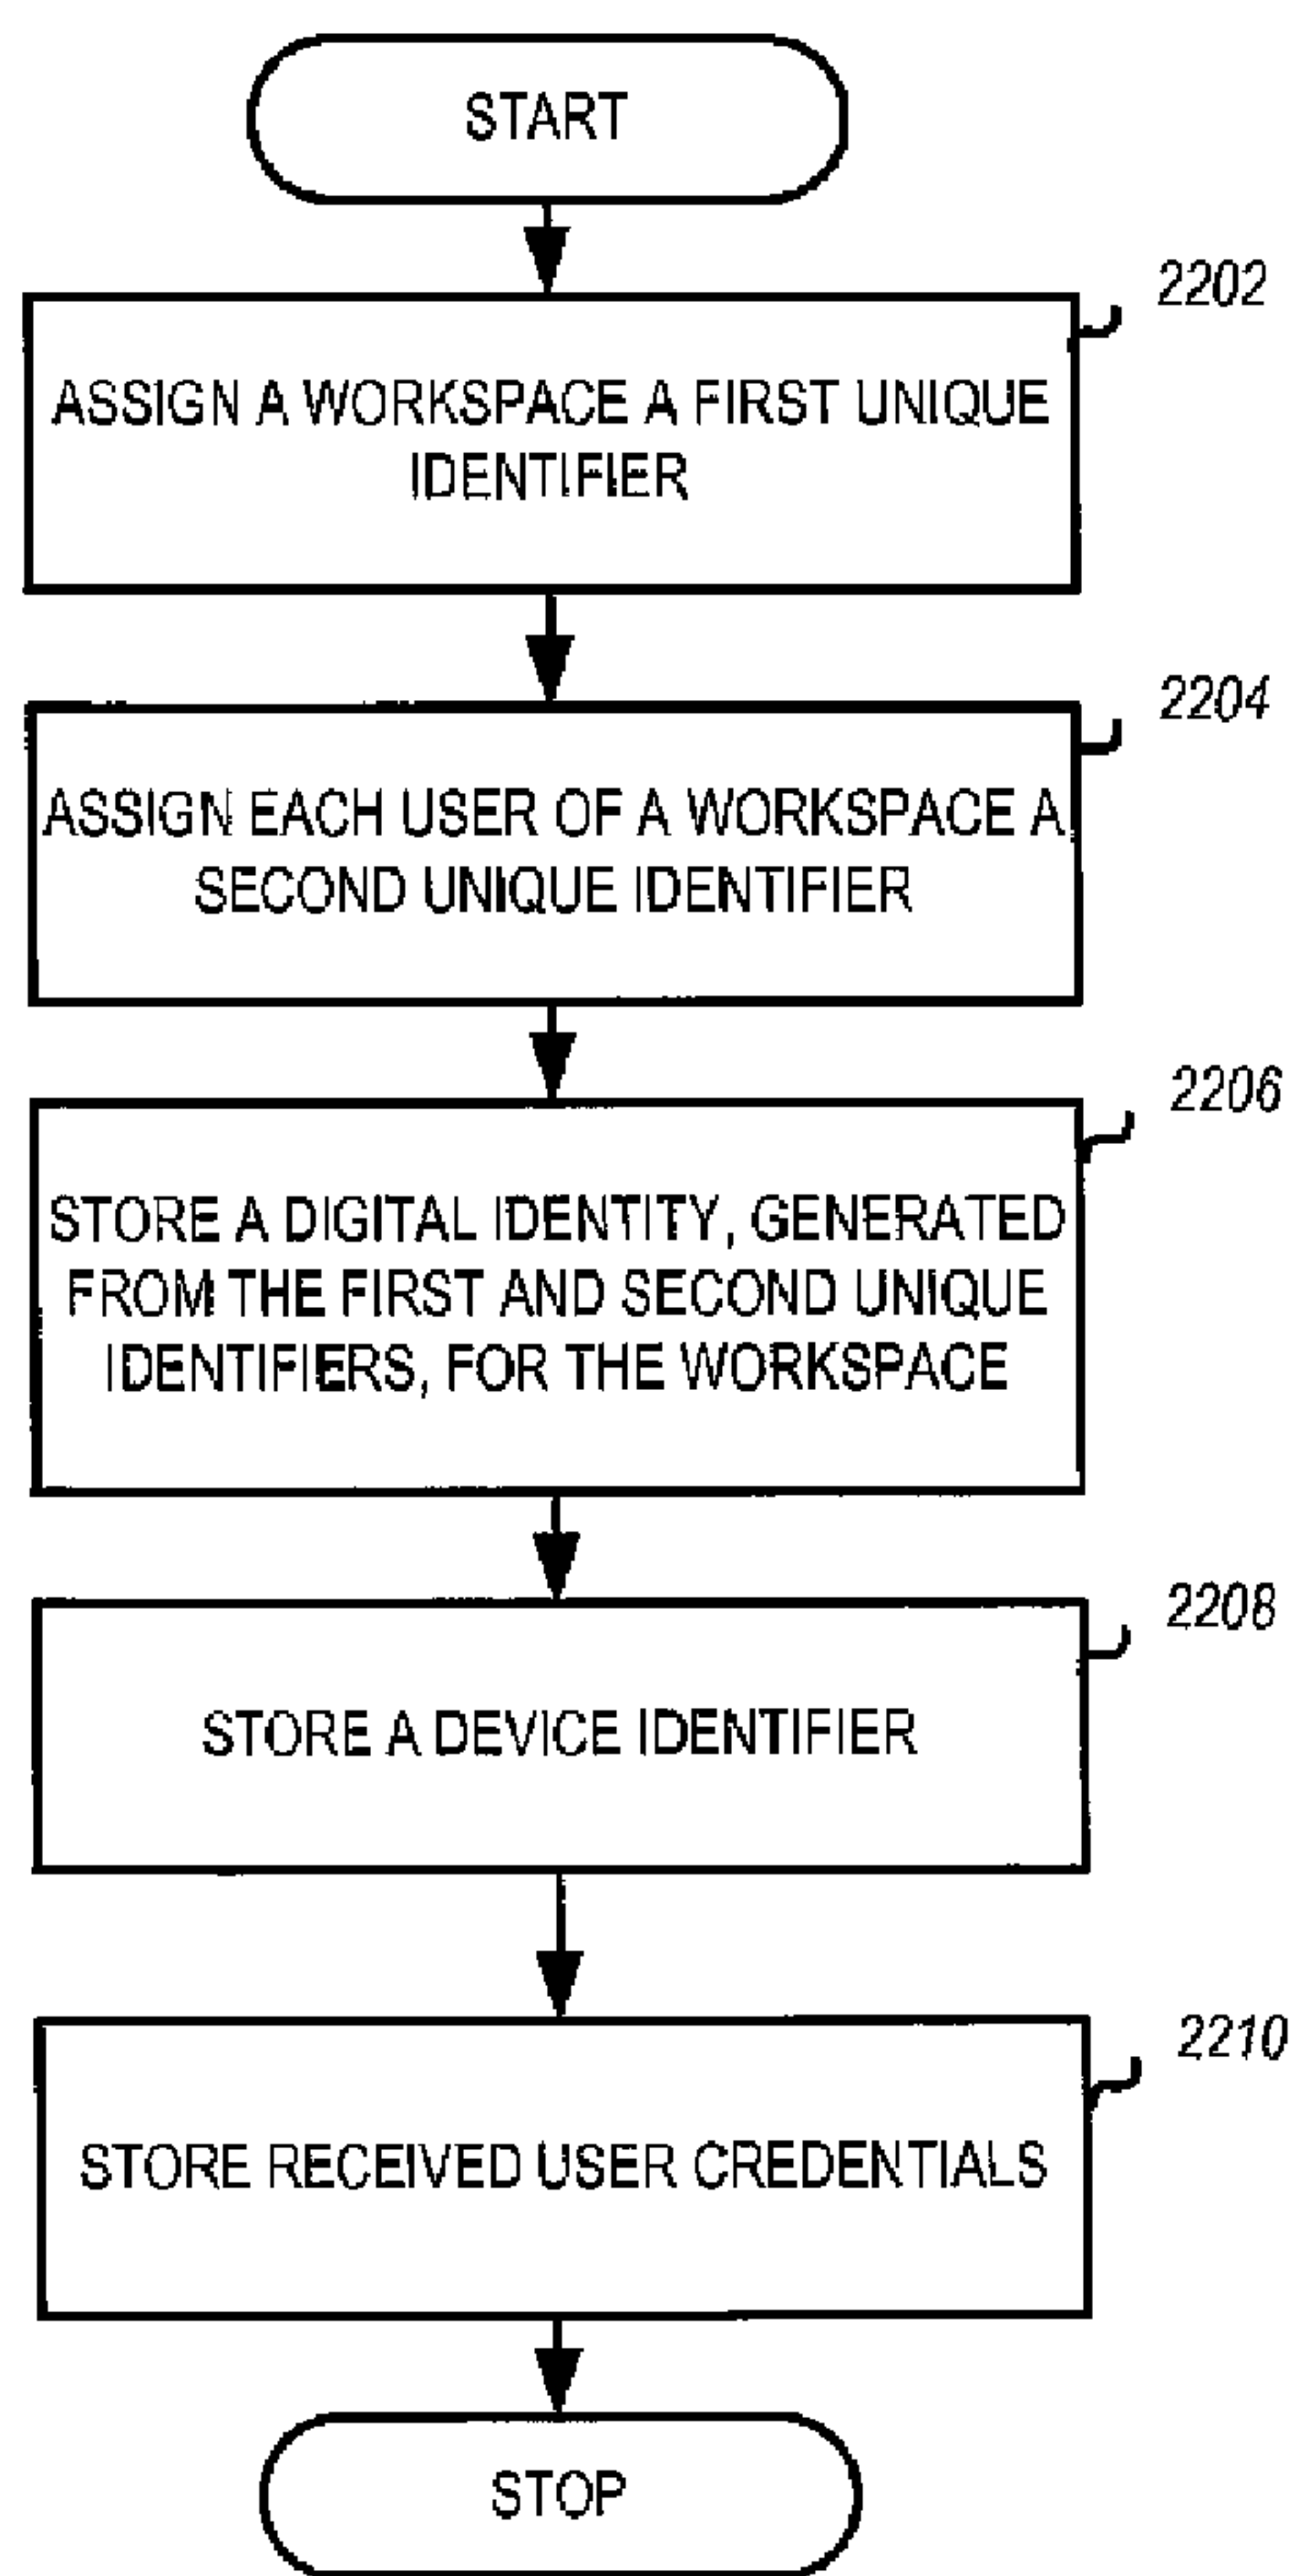 START
2202
ASSIGN A WORKSPACE A FIRST UNIQUE
IDENTIFIER
2204
ASSIGN EACH USER OF A WORKSPACE A
SECOND UNIQUE IDENTIFIER
2206
STORE A DIGITAL IDENTITY, GENERATED
FROM THE FIRST AND SECOND UNIQUE
IDENTIFIERS, FOR THE WORKSPACE
2208
STORE A DEVICE IDENTIFIER
2210
STORE RECEIVED USER CREDENTIALS
STOP